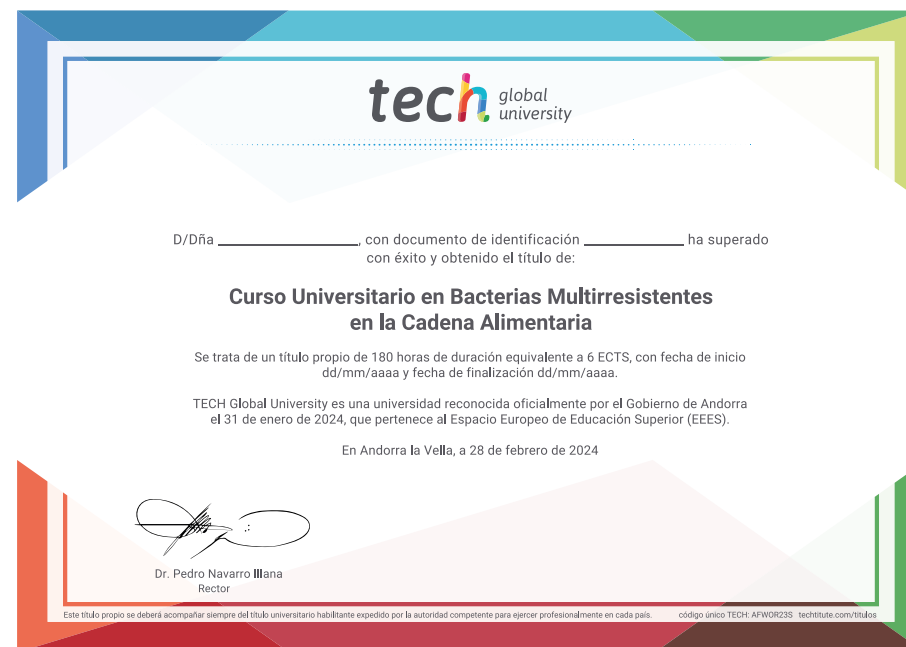 tech global
university
D/Dña ______________, con documento de identificación __________ ha superado
con éxito y obtenido el título de:
Curso Universitario en Bacterias Multirresistentes
en la Cadena Alimentaria
Se trata de un título propio de 180 horas de duración equivalente a 6 ECTS, con fecha de inicio
dd/mm/aaaa y fecha de finalización dd/mm/aaaa.
TECH Global University es una universidad reconocida oficialmente por el Gobierno de Andorra
el 31 de enero de 2024, que pertenece al Espacio Europeo de Educación Superior (EEES).
En Andorra la Vella, a 28 de febrero de 2024
Dr. Pedro Navarro Illana
Rector
Este título propio se deberá acompañar siempre del título universitario habilitante expedido por la autoridad competente para ejercer profesionalmente en cada país. código único TECH: AFWOR23S techtitute.com/titulos